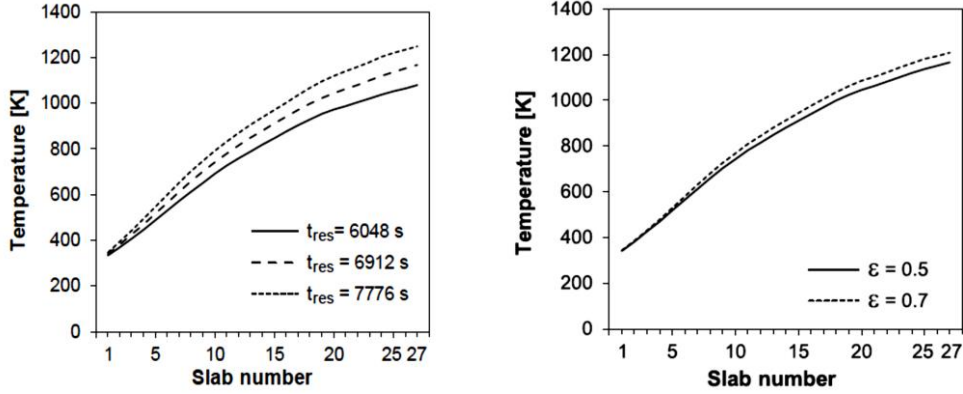 Temperature [K]
1400
1200
1000
800
600
400
200
0
t_res= 6048 s
t_res = 6912 s
t_res = 7776 s
1 5 10 15 20 25 27
Slab number
Temperature [K]
1400
1200
1000
800
600
400
200
0
ε = 0.5
ε = 0.7
1 5 10 15 20 25 27
Slab number